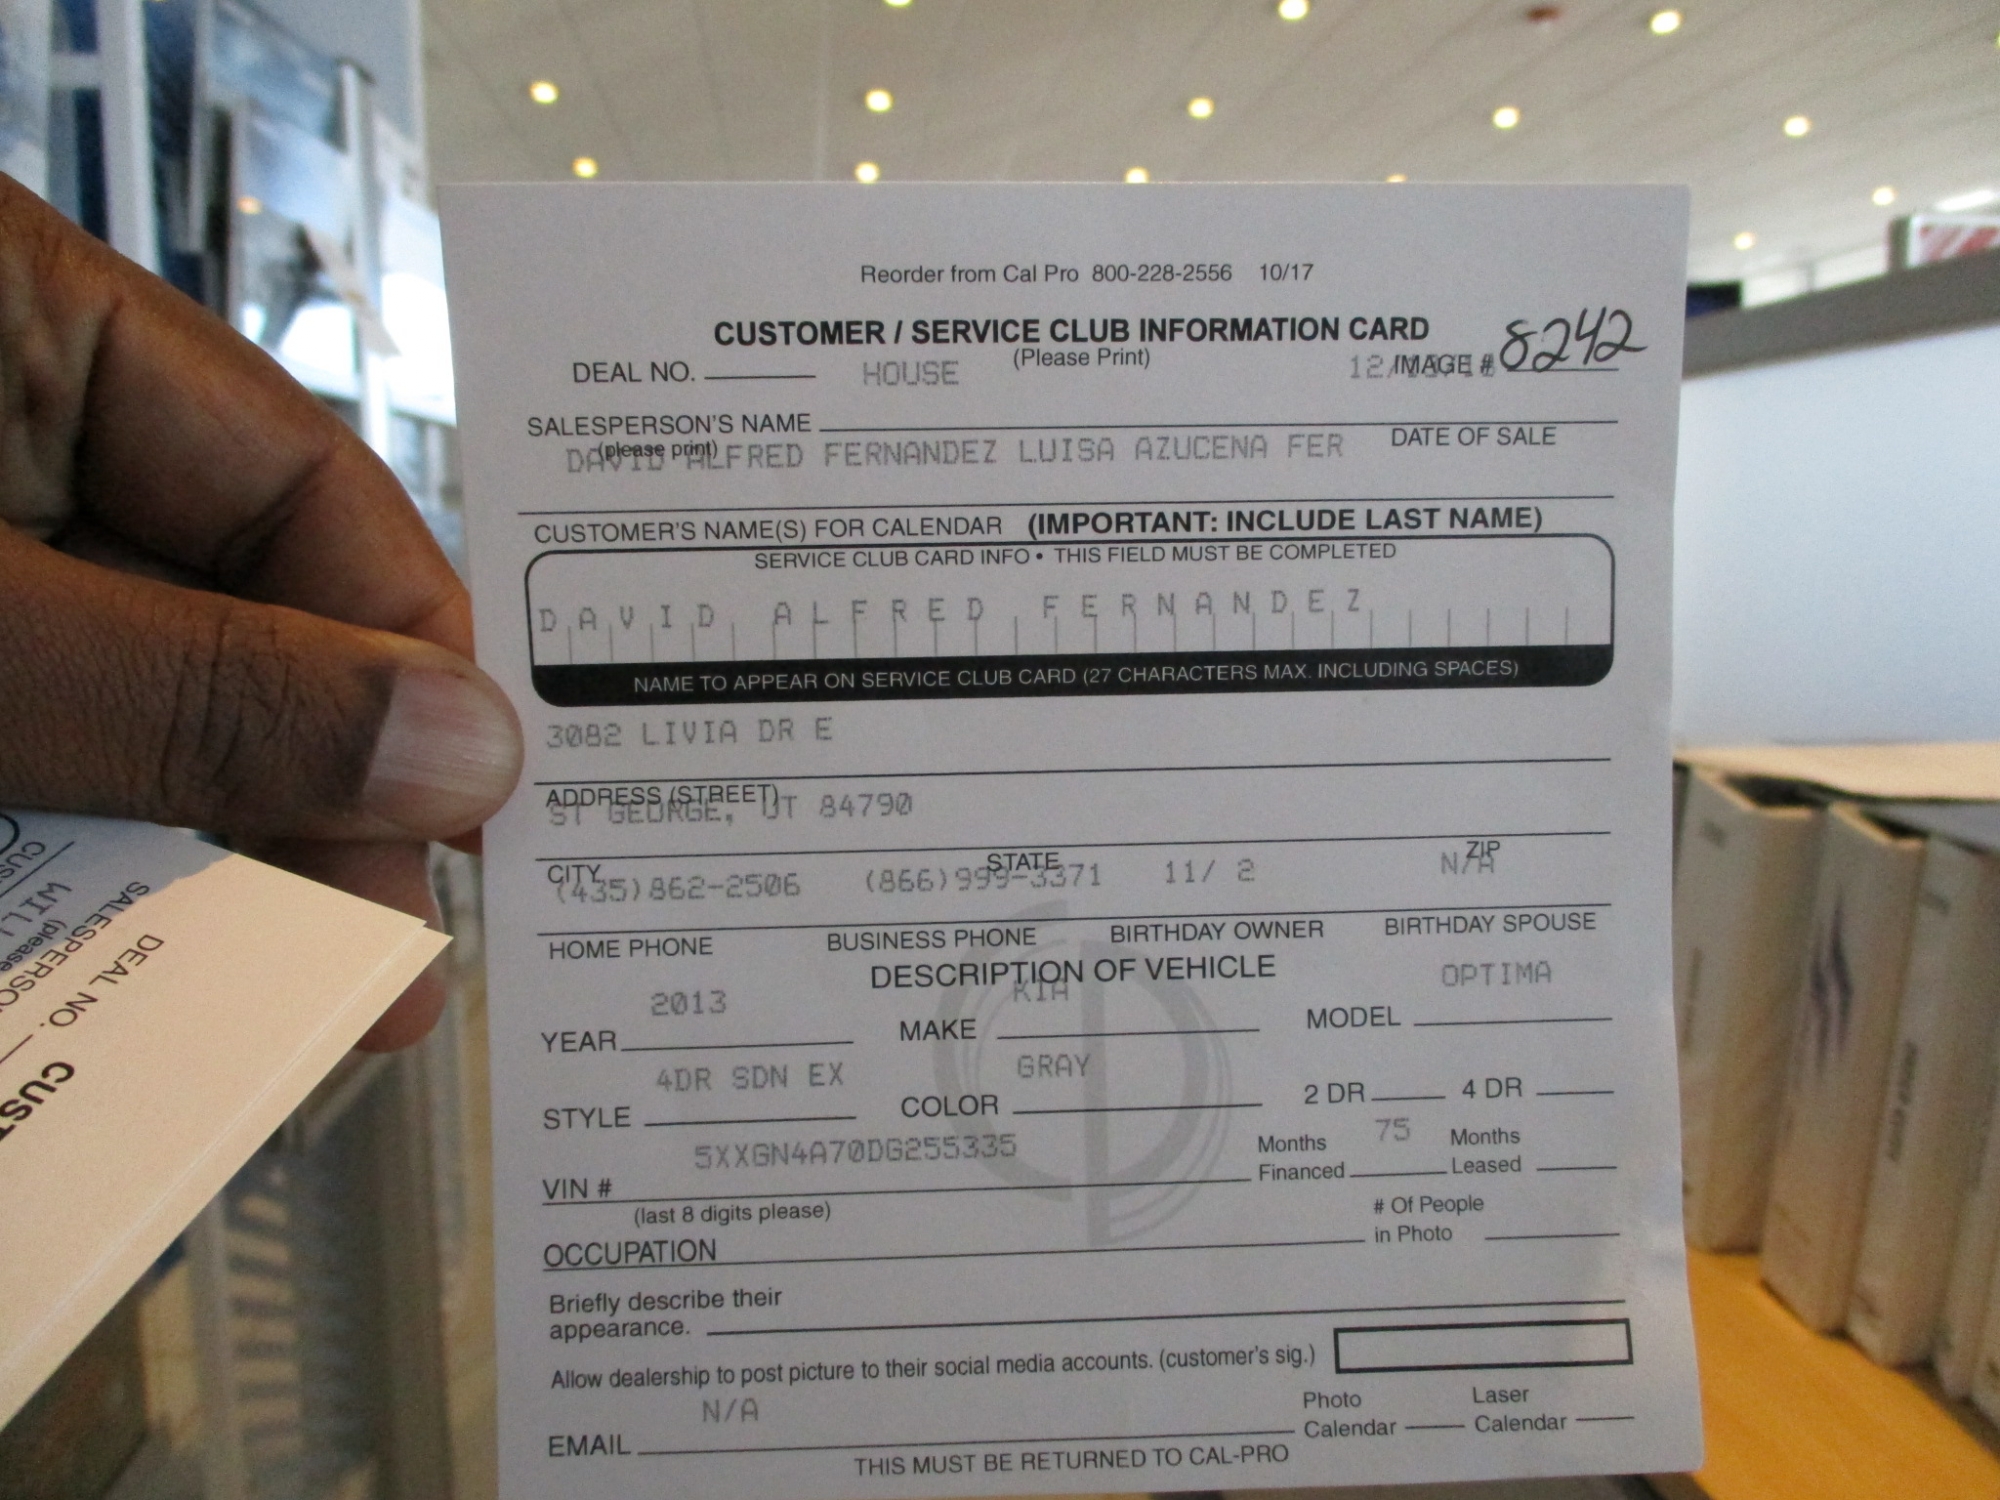 Reorder from Cal Pro 800-228-2556 10/17
CUSTOMER / SERVICE CLUB INFORMATION CARD
(Please Print)
DEAL NO. HOUSE IMAGE # 8242
SALESPERSON'S NAME
(please print)
DATE OF SALE
DAVID ALFRED FERNANDEZ LUISA AZUCENA FER
CUSTOMER'S NAME(S) FOR CALENDAR (IMPORTANT: INCLUDE LAST NAME)
SERVICE CLUB CARD INFO • THIS FIELD MUST BE COMPLETED
DAVID ALFRED FERNANDEZ
NAME TO APPEAR ON SERVICE CLUB CARD (27 CHARACTERS MAX. INCLUDING SPACES)
3082 LIVIA DR E
ADDRESS (STREET)
ST GEORGE, UT 84790
CITY STATE ZIP
(435)862-2506 (866)999-3371 11/ 2 N/A
HOME PHONE BUSINESS PHONE BIRTHDAY OWNER BIRTHDAY SPOUSE
DESCRIPTION OF VEHICLE
2013 KIA OPTIMA
YEAR MAKE MODEL
4DR SDN EX GRAY
STYLE COLOR 2 DR 4 DR
5XXGN4A70DG255335 Months 75 Months
VIN # Financed Leased
(last 8 digits please) # Of People
OCCUPATION in Photo
Briefly describe their
appearance.
Allow dealership to post picture to their social media accounts. (customer's sig.)
N/A Photo Laser
EMAIL Calendar Calendar
THIS MUST BE RETURNED TO CAL-PRO
DEAL NO.